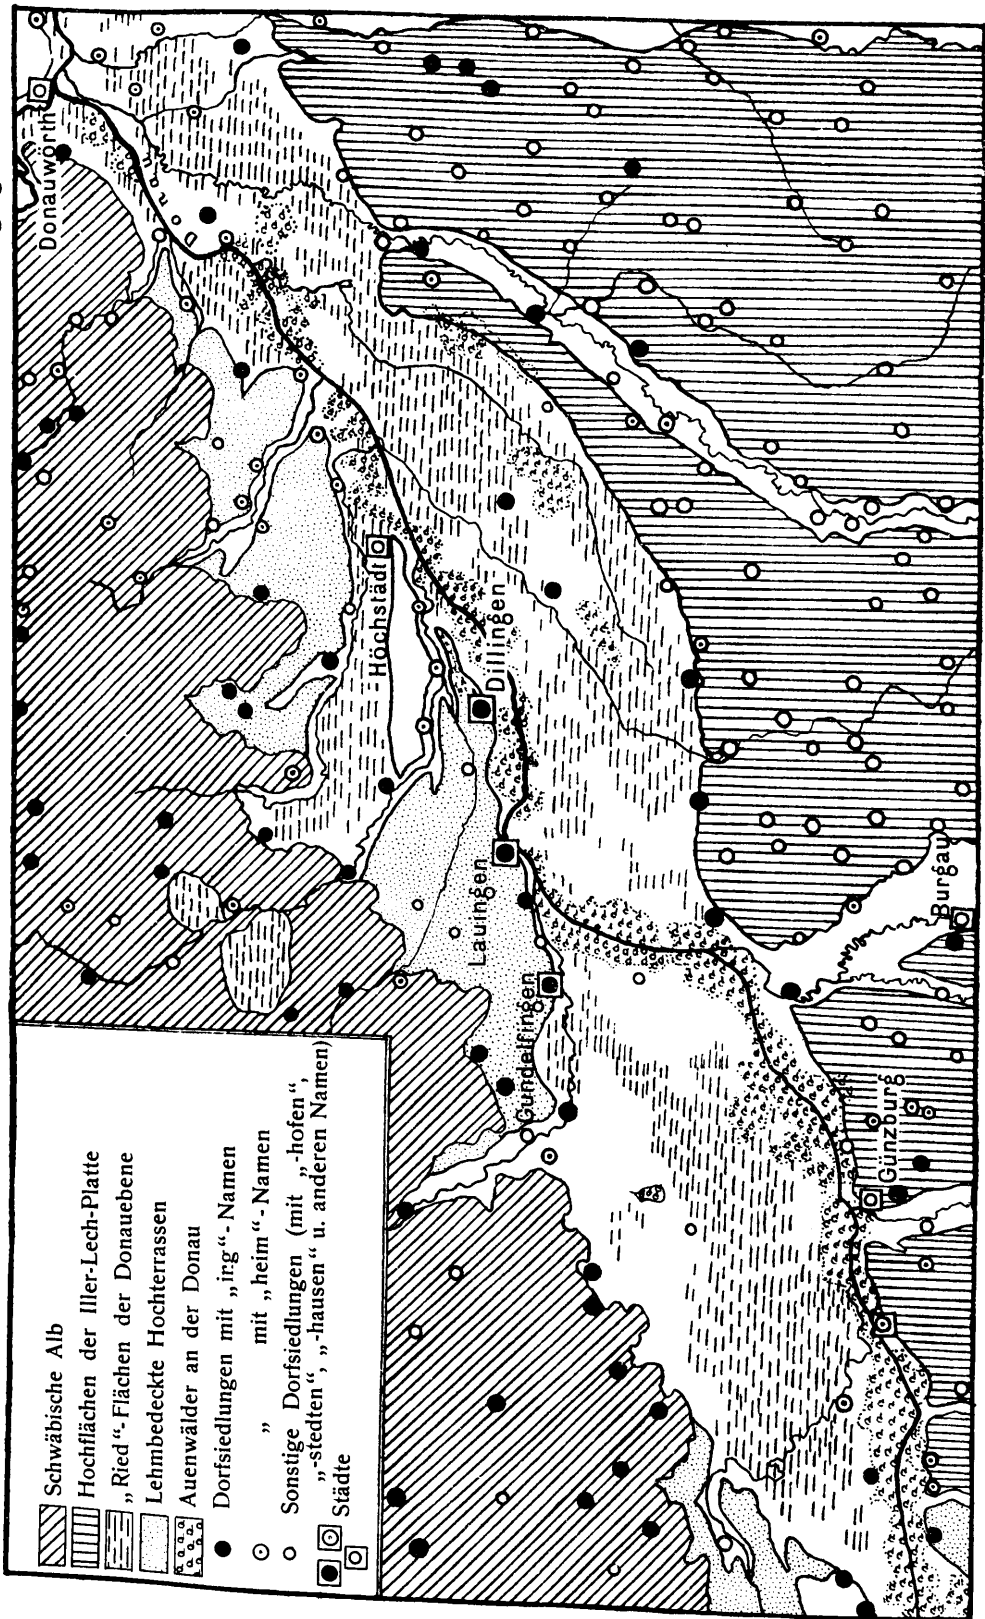 Schwäbische Alb
Hochflächen der Iller-Lech-Platte
„Ried“-Flächen der Donauebene
Lehmbedeckte Hochterrassen
Auenwälder an der Donau
Dorfsiedlungen mit „ing“-Namen
„ mit „heim“-Namen
Sonstige Dorfsiedlungen (mit „-hofen“,
„-stedten“, „-hausen“ u. anderen Namen)
Städte
Donauwörth
Donau
Höchstädt
Dillingen
Lauingen
Gundelfingen
Günzburg
Burgau